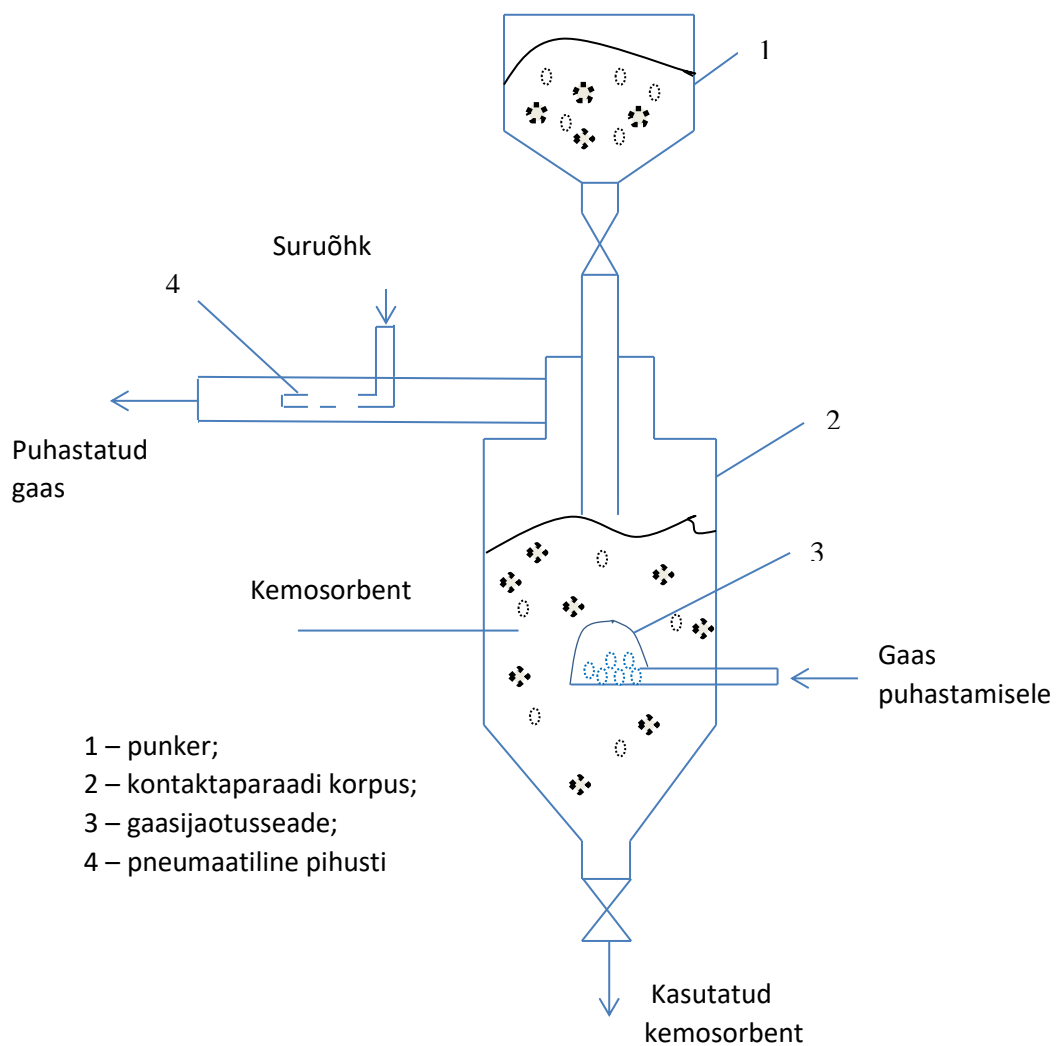 1
Suruõhk
4
2
Puhastatud
gaas
3
Kemosorbent
Gaas
puhastamisele
1 – punker;
2 – kontaktaparaadi korpus;
3 – gaasijaotusseade;
4 – pneumaatiline pihusti
Kasutatud
kemosorbent